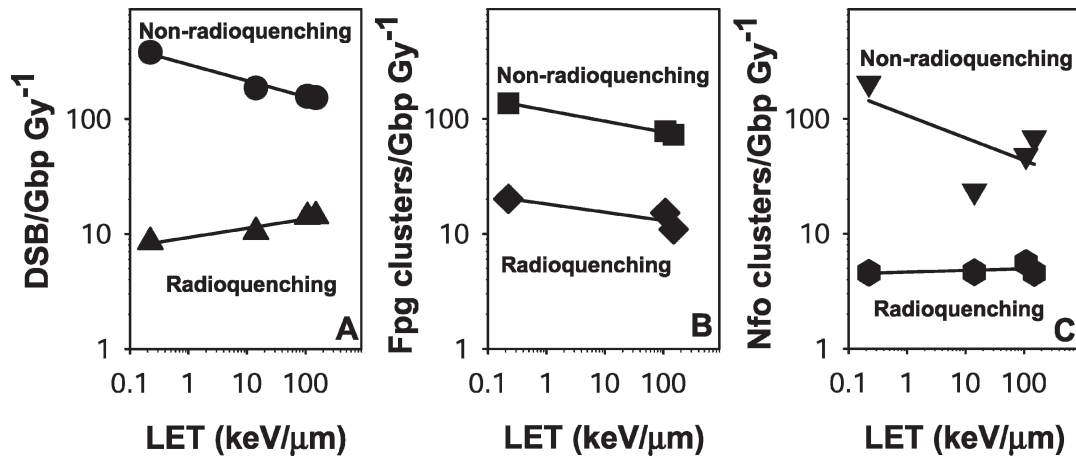 DSB/Gbp Gy-1
100
10
1
Non-radioquenching
Radioquenching
A
0.1 1 10 100
LET (keV/μm)
Fpg clusters/Gbp Gy-1
100
10
1
Non-radioquenching
Radioquenching
B
0.1 1 10 100
LET (keV/μm)
Nfo clusters/Gbp Gy-1
100
10
1
Non-radioquenching
Radioquenching
C
0.1 1 10 100
LET (keV/μm)